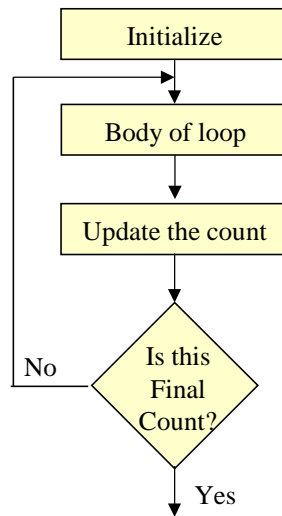 Initialize
Body of loop
Update the count
Is this
Final
Count?
No
Yes